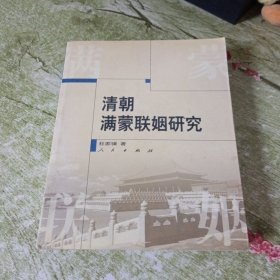 满 蒙
清朝
满蒙联姻研究
杜家骥 著
人民出版社
联 姻